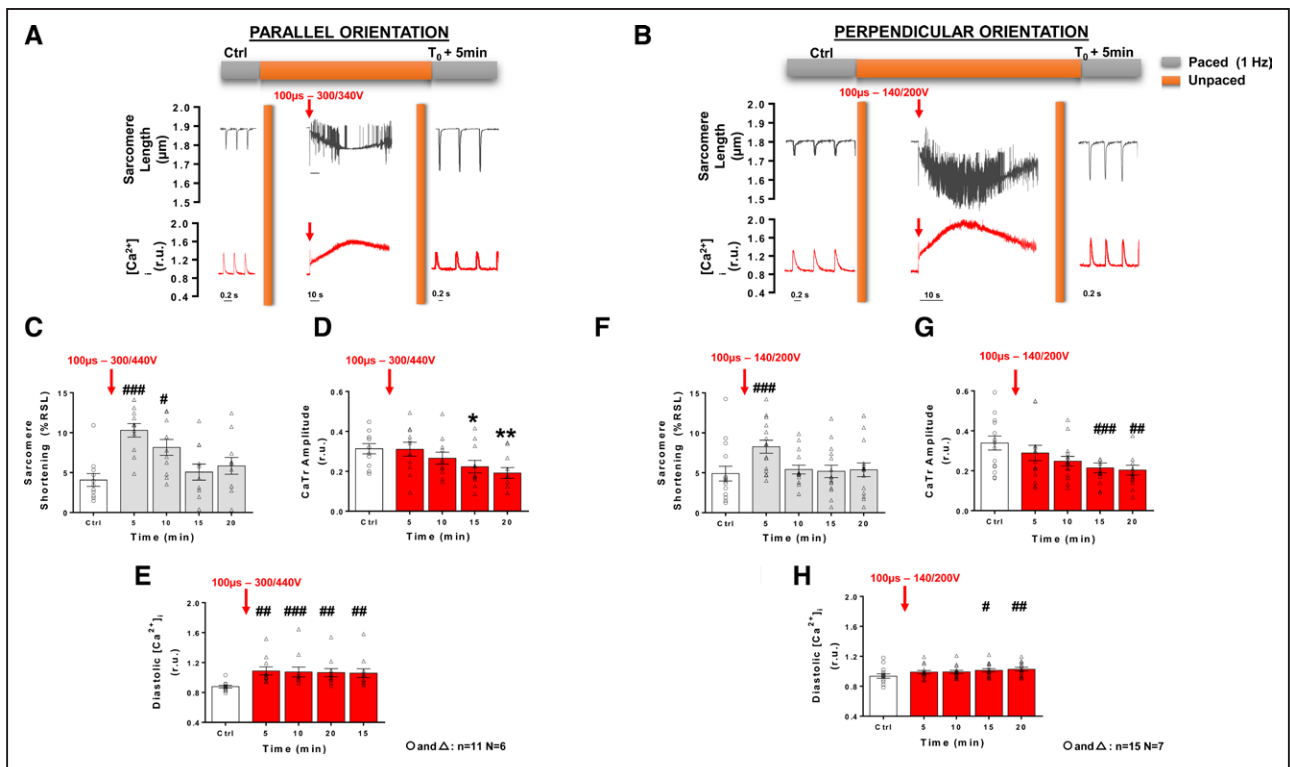 A
PARALLEL ORIENTATION
Ctrl
T0 + 5min
100µs – 300/340V
Sarcomere
Length
(µm)
2.0
1.9
1.8
1.7
1.6
1.5
[Ca2+]
i (r.u.)
2.0
1.6
1.2
0.8
0.4
0.2 s
10 s
0.2 s
B
PERPENDICULAR ORIENTATION
Ctrl
T0 + 5min
Paced (1 Hz)
Unpaced
100µs – 140/200V
Sarcomere
Length
(µm)
2.0
1.9
1.8
1.7
1.6
1.5
[Ca2+]
i (r.u.)
2.0
1.6
1.2
0.8
0.4
0.2 s
10 s
0.2 s
C
100µs – 300/440V
Sarcomere
Shortening (%RSL)
15
10
5
0
### #
Ctrl 5 10 15 20
Time (min)
D
100µs – 300/440V
CaTr Amplitude
(r.u.)
0.6
0.4
0.2
0.0
* **
Ctrl 5 10 15 20
Time (min)
F
100µs – 140/200V
Sarcomere
Shortening (%RSL)
15
10
5
0
###
Ctrl 5 10 15 20
Time (min)
G
100µs – 140/200V
CaTr Amplitude
(r.u.)
0.6
0.4
0.2
0.0
### ##
Ctrl 5 10 15 20
Time (min)
E
100µs – 300/440V
Diastolic [Ca2+]i
(r.u.)
2.0
1.6
1.2
0.8
0.4
## ### ## ##
Ctrl 5 10 20 15
Time (min)
O and △ : n=11 N=6
H
100µs – 140/200V
Diastolic [Ca2+]i
(r.u.)
2.0
1.6
1.2
0.8
0.4
# ##
Ctrl 5 10 15 20
Time (min)
O and △ : n=15 N=7